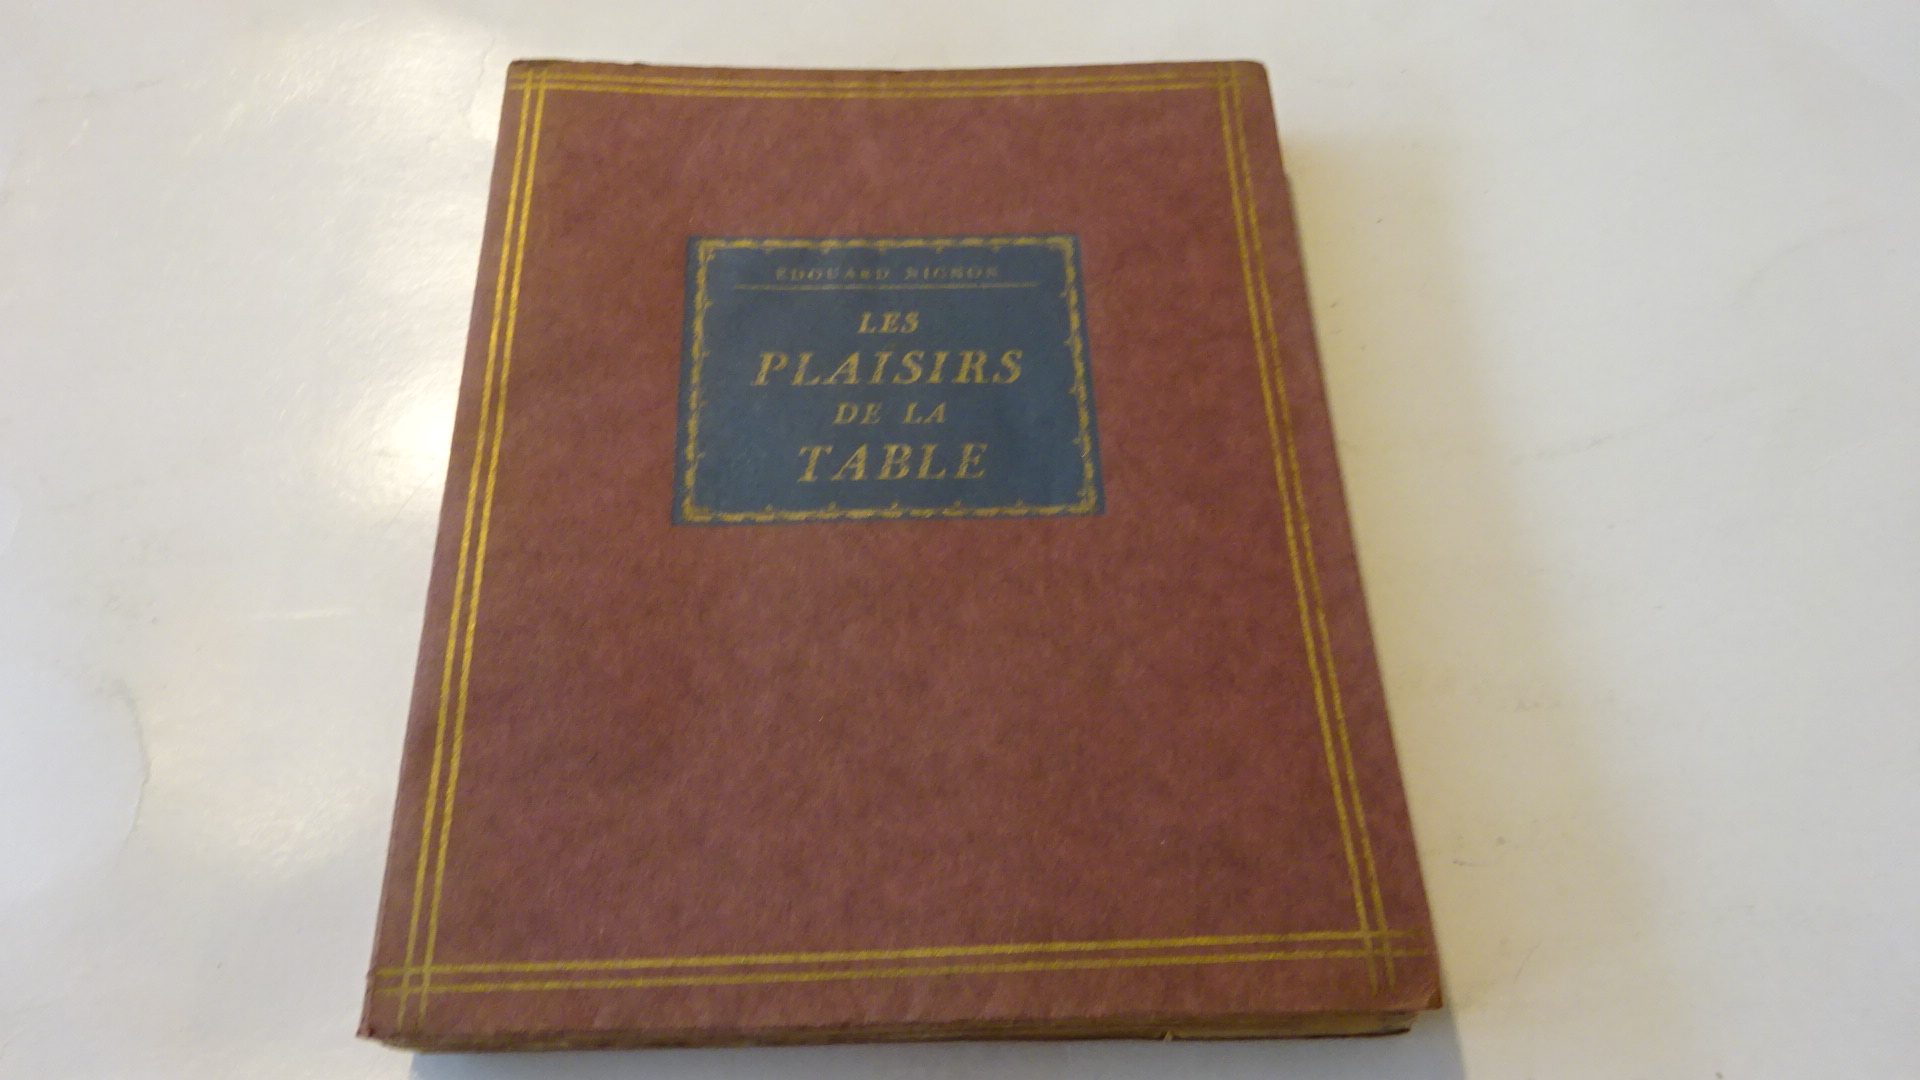 EDOUARD NIGNON
LES
PLAISIRS
DE LA
TABLE